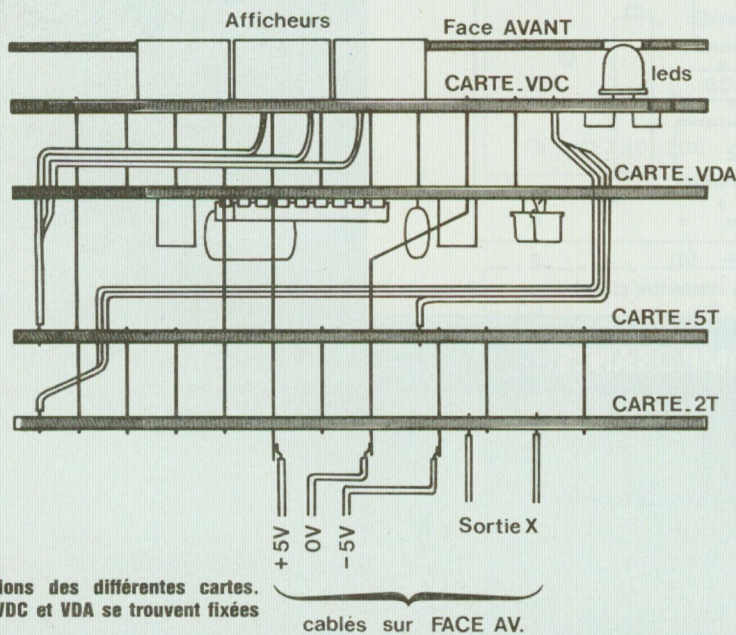 Afficheurs
Face AVANT
leds
CARTE_VDC
CARTE_VDA
CARTE_5T
CARTE_2T
+5V
0V
-5V
Sortie X
ions des différentes cartes.
VDC et VDA se trouvent fixées
cablés sur FACE AV.